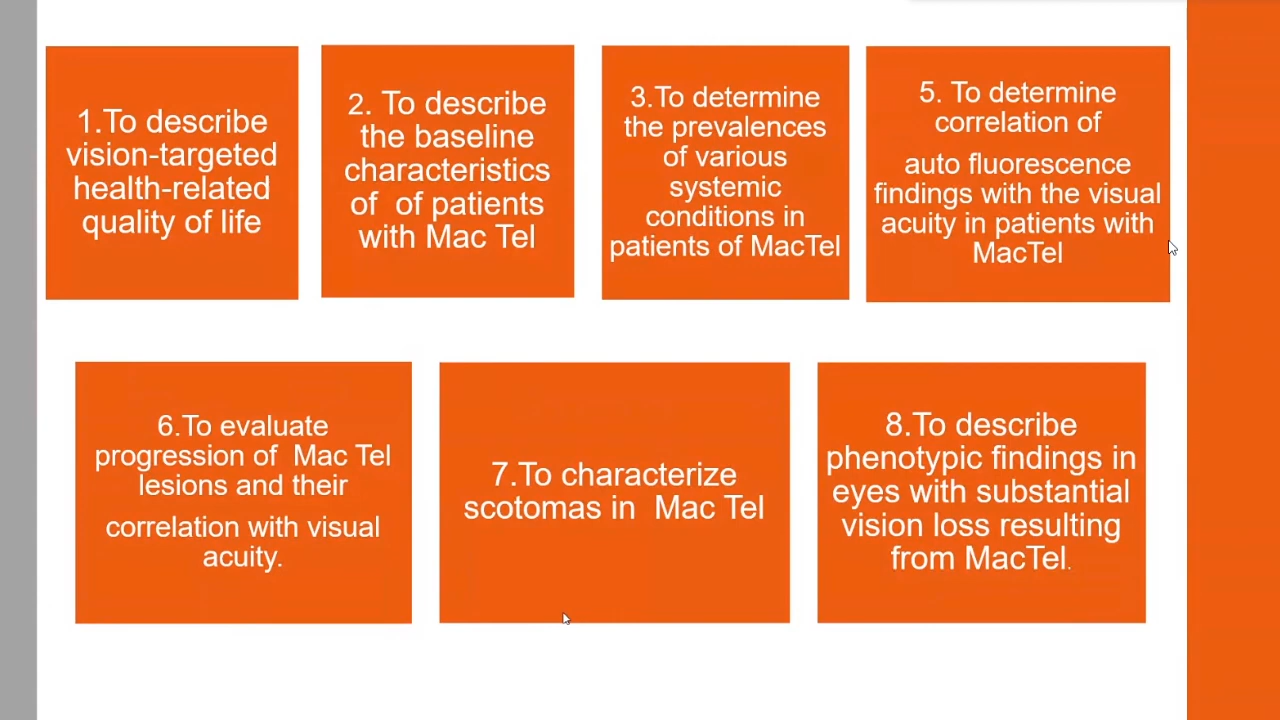 1.To describe
vision-targeted
health-related
quality of life
2. To describe
the baseline
characteristics
of  of patients
with Mac Tel
3.To determine
the prevalences
of various
systemic
conditions in
patients of MacTel
5. To determine
correlation of
auto fluorescence
findings with the visual
acuity in patients with
MacTel
6.To evaluate
progression of  Mac Tel
lesions and their
correlation with visual
acuity.
7.To characterize
scotomas in  Mac Tel
8.To describe
phenotypic findings in
eyes with substantial
vision loss resulting
from MacTel.